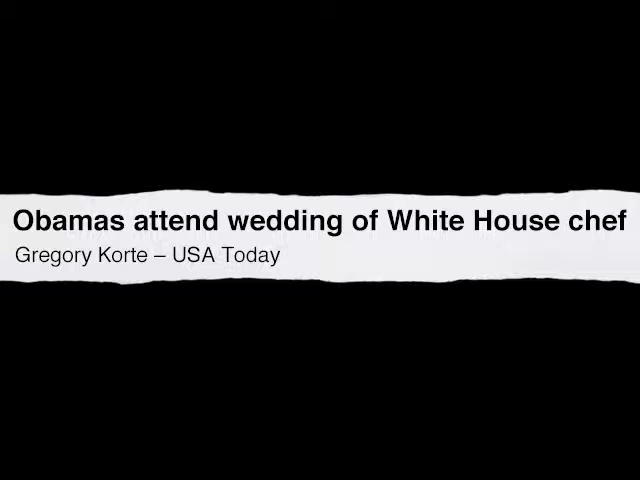 Obamas attend wedding of White House chef
Gregory Korte – USA Today